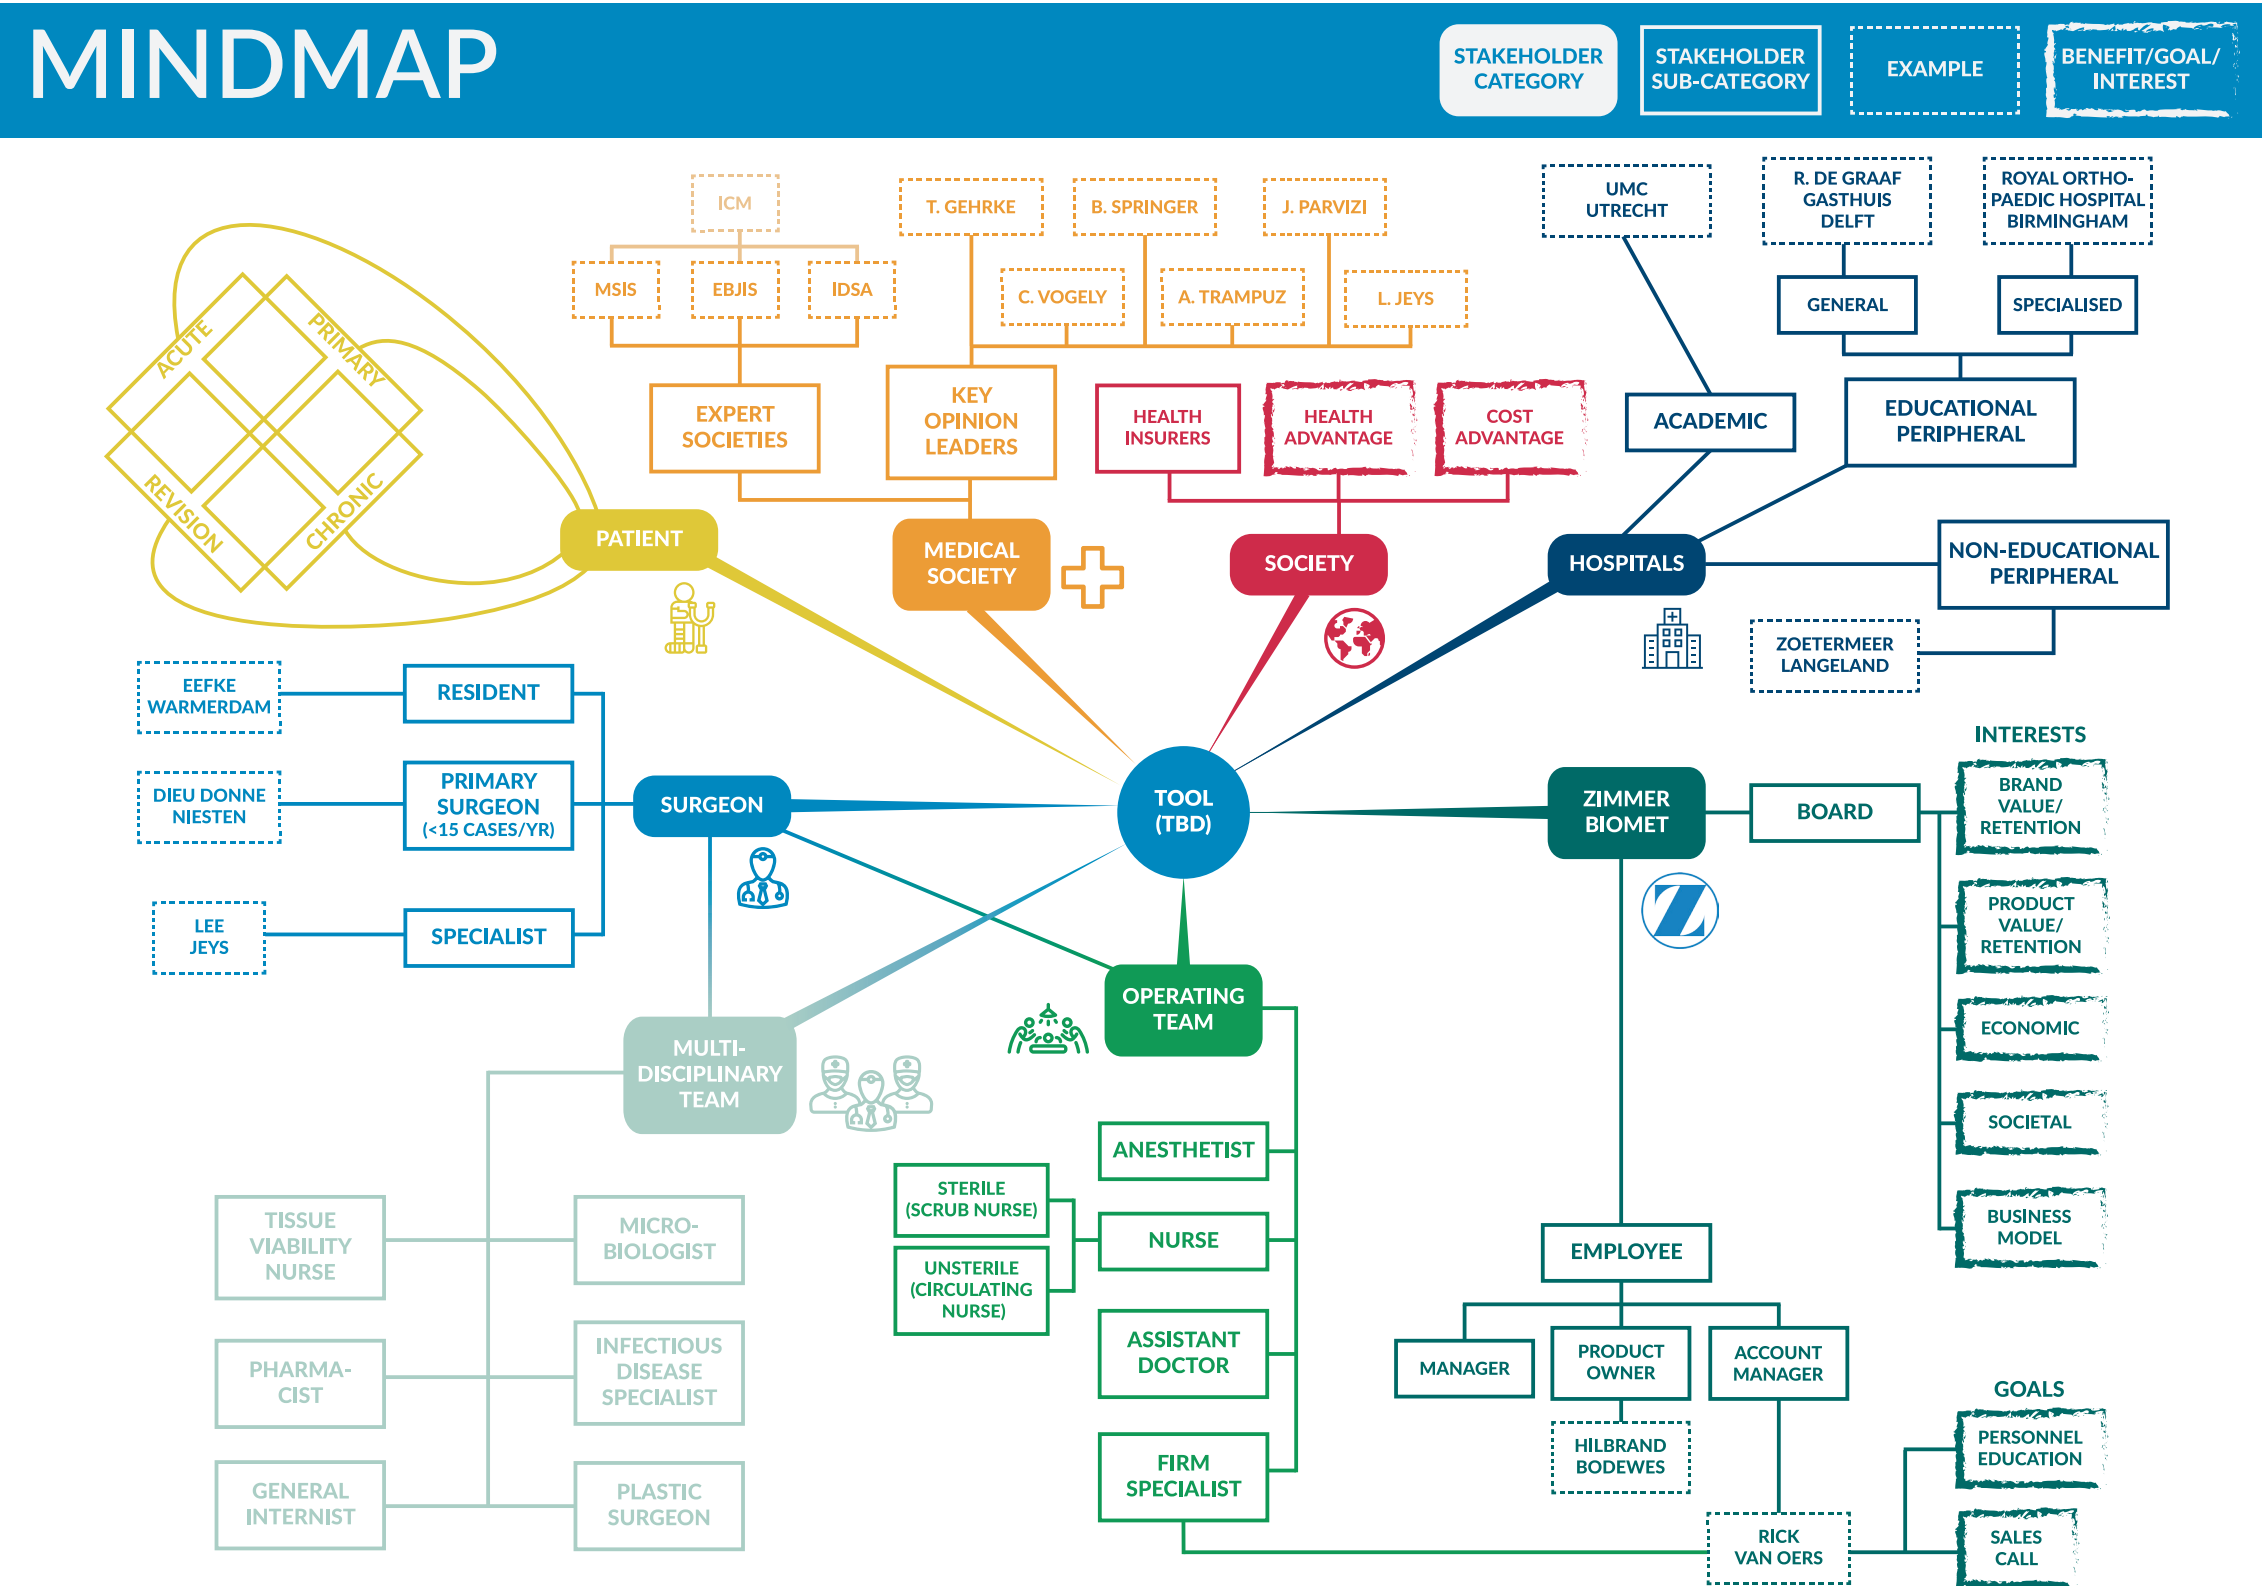 MINDMAP
STAKEHOLDER
CATEGORY
STAKEHOLDER
SUB-CATEGORY
EXAMPLE
BENEFIT/GOAL/
INTEREST
ICM
MSIS
EBJIS
IDSA
EXPERT
SOCIETIES
T. GEHRKE
B. SPRINGER
J. PARVIZI
C. VOGELY
A. TRAMPUZ
L. JEYS
KEY
OPINION
LEADERS
MEDICAL
SOCIETY
HEALTH
INSURERS
HEALTH
ADVANTAGE
COST
ADVANTAGE
SOCIETY
UMC
UTRECHT
R. DE GRAAF
GASTHUIS
DELFT
ROYAL ORTHO-
PAEDIC HOSPITAL
BIRMINGHAM
GENERAL
SPECIALISED
ACADEMIC
EDUCATIONAL
PERIPHERAL
HOSPITALS
NON-EDUCATIONAL
PERIPHERAL
ZOETERMEER
LANGELAND
ACUTE
PRIMARY
REVISION
CHRONIC
PATIENT
EEFKE
WARMERDAM
RESIDENT
DIEU DONNE
NIESTEN
PRIMARY
SURGEON
(<15 CASES/YR)
SURGEON
LEE
JEYS
SPECIALIST
TOOL
(TBD)
ZIMMER
BIOMET
BOARD
INTERESTS
BRAND
VALUE/
RETENTION
PRODUCT
VALUE/
RETENTION
ECONOMIC
SOCIETAL
BUSINESS
MODEL
MULTI-
DISCIPLINARY
TEAM
TISSUE
VIABILITY
NURSE
MICRO-
BIOLOGIST
PHARMA-
CIST
INFECTIOUS
DISEASE
SPECIALIST
GENERAL
INTERNIST
PLASTIC
SURGEON
OPERATING
TEAM
ANESTHETIST
STERILE
(SCRUB NURSE)
NURSE
UNSTERILE
(CIRCULATING
NURSE)
ASSISTANT
DOCTOR
FIRM
SPECIALIST
EMPLOYEE
MANAGER
PRODUCT
OWNER
ACCOUNT
MANAGER
HILBRAND
BODEWES
RICK
VAN OERS
GOALS
PERSONNEL
EDUCATION
SALES
CALL
Z